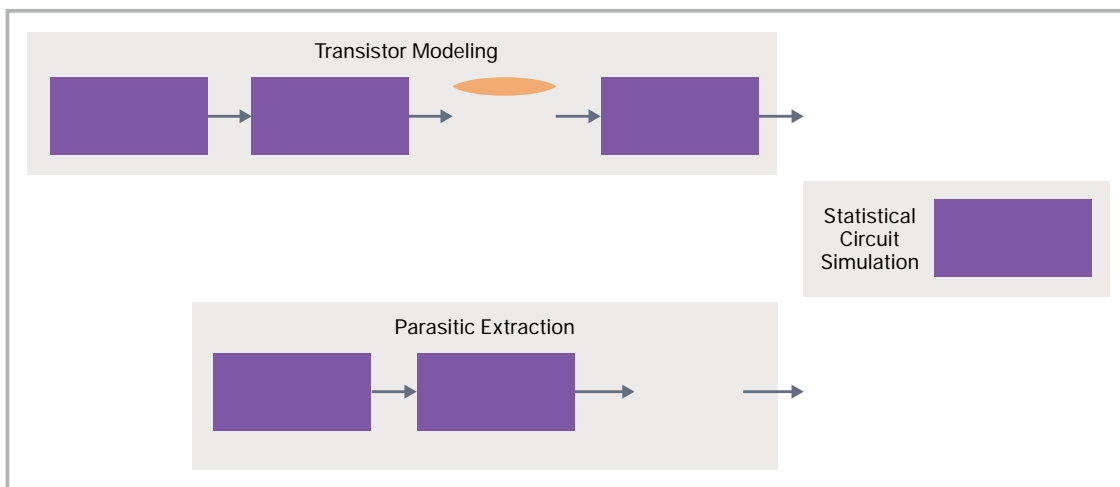 Transistor Modeling
Statistical
Circuit
Simulation
Parasitic Extraction